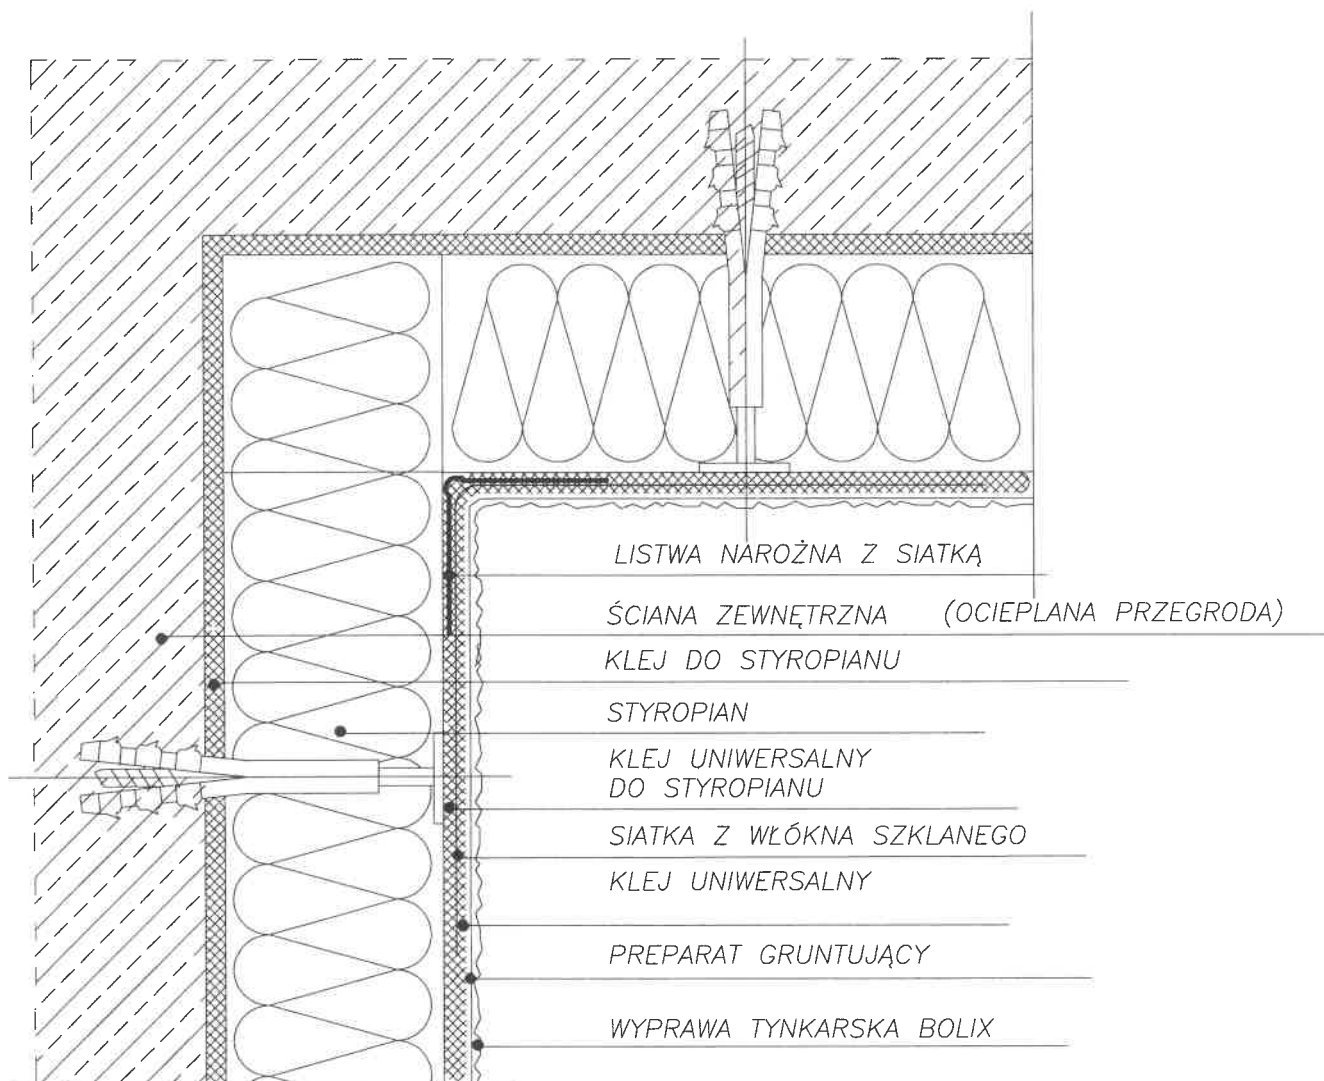 LISTWA NAROŻNA Z SIATKĄ
ŚCIANA ZEWNĘTRZNA (OCIEPLANA PRZEGRODA)
KLEJ DO STYROPIANU
STYROPIAN
KLEJ UNIWERSALNY
DO STYROPIANU
SIATKA Z WŁÓKNA SZKLANEGO
KLEJ UNIWERSALNY
PREPARAT GRUNTUJĄCY
WYPRAWA TYNKARSKA BOLIX